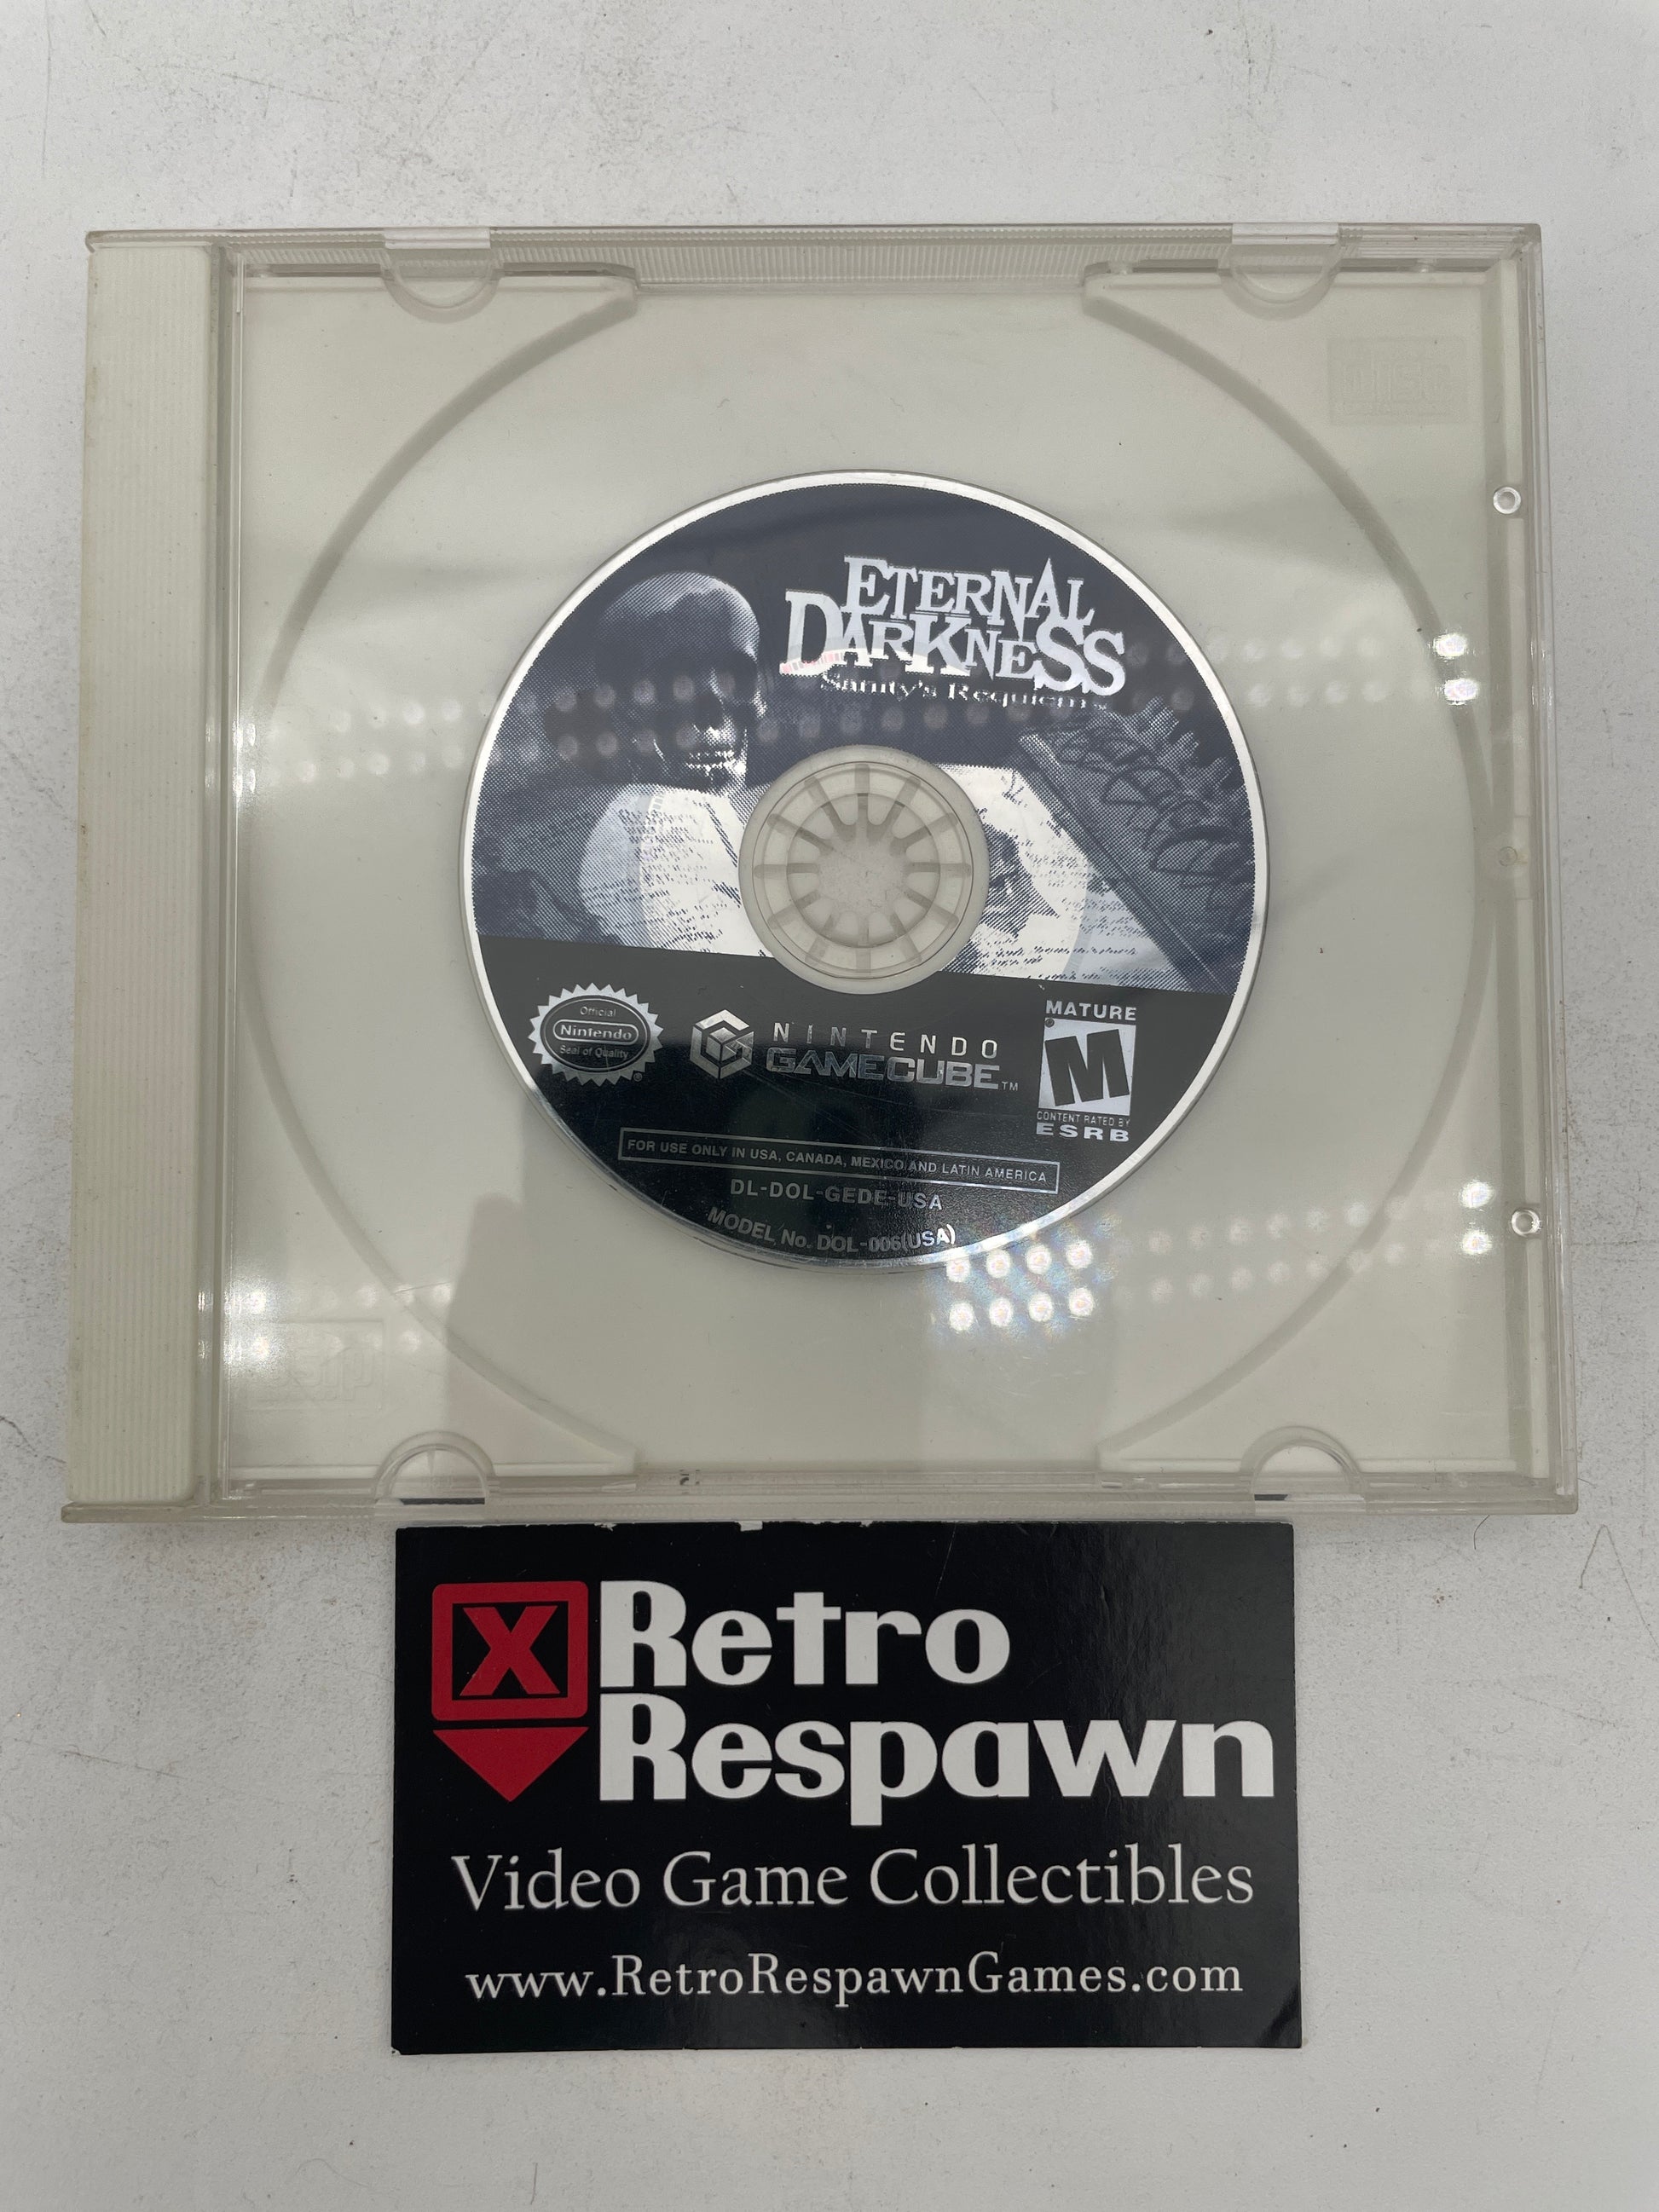 ETERNAL
DARKNESS
Sanity's Requiem
Official
Nintendo
Seal of Quality
NINTENDO
GAMECUBE™
MATURE
M
CONTENT RATED BY
ESRB
FOR USE ONLY IN USA, CANADA, MEXICO AND LATIN AMERICA
DL-DOL-GEDE-USA
MODEL No. DOL-006(USA)
X
Retro
Respawn
Video Game Collectibles
www.RetroRespawnGames.com